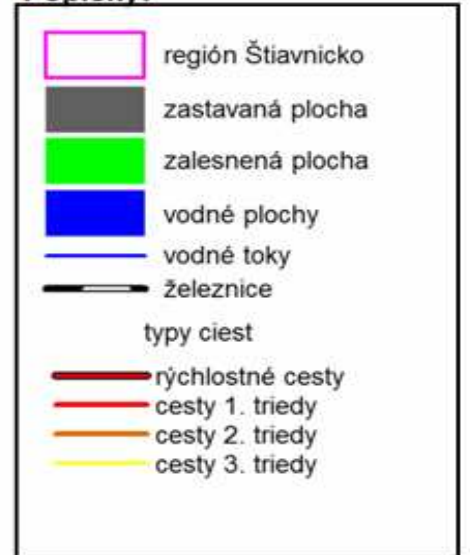 región Štiavnicko
zastavaná plocha
zalesnená plocha
vodné plochy
vodné toky
železnice
typy ciest
rýchlostné cesty
cesty 1. triedy
cesty 2. triedy
cesty 3. triedy